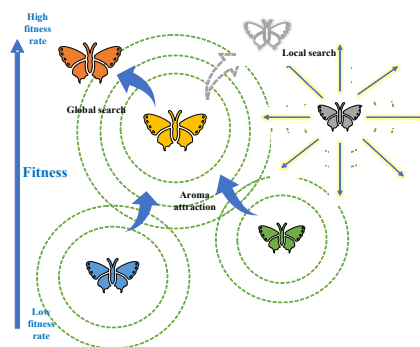 High
fitness
rate
Local search
Global search
Fitness
Aroma
attraction
Low
fitness
rate